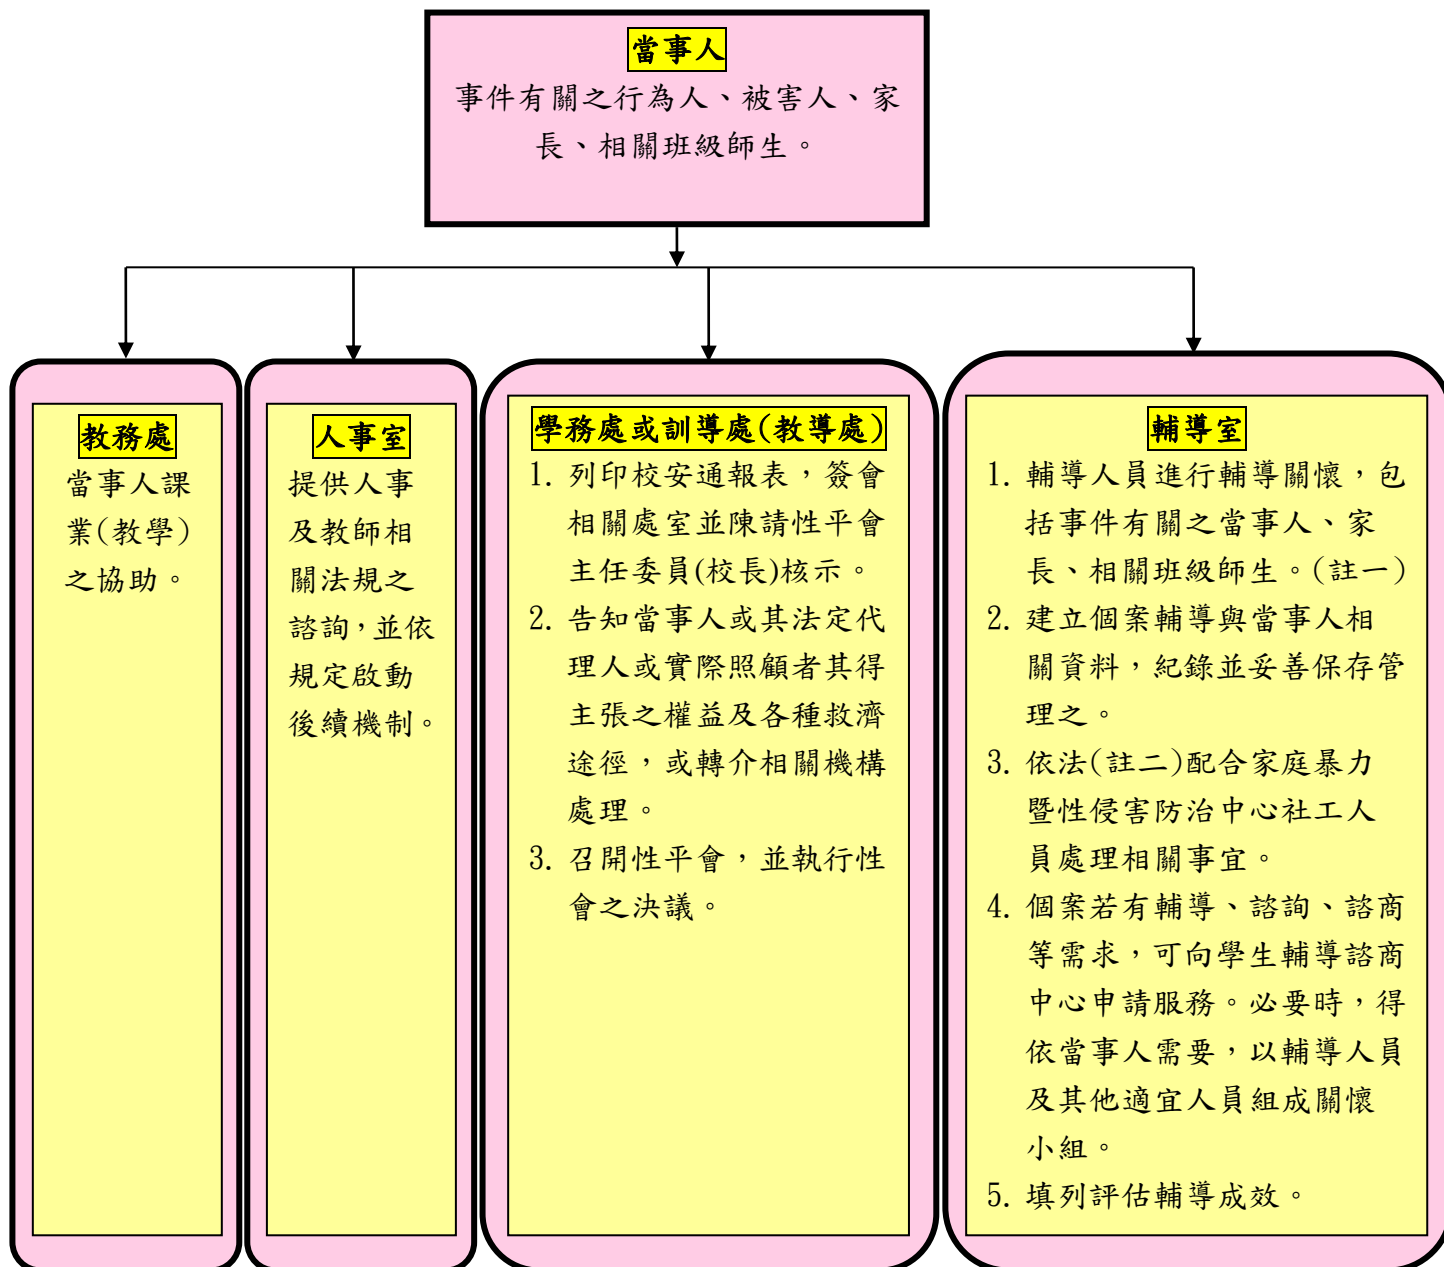 當事人
事件有關之行為人、被害人、家
長、相關班級師生。
教務處
當事人課
業(教學)
之協助。
人事室
提供人事
及教師相
關法規之
諮詢,並依
規定啟動
後續機制。
學務處或訓導處(教導處)
1. 列印校安通報表,簽會
相關處室並陳請性平會
主任委員(校長)核示。
2. 告知當事人或其法定代
理人或實際照顧者其得
主張之權益及各種救濟
途徑,或轉介相關機構
處理。
3. 召開性平會,並執行性
會之決議。
輔導室
1. 輔導人員進行輔導關懷,包
括事件有關之當事人、家
長、相關班級師生。(註一)
2. 建立個案輔導與當事人相
關資料,紀錄並妥善保存管
理之。
3. 依法(註二)配合家庭暴力
暨性侵害防治中心社工人
員處理相關事宜。
4. 個案若有輔導、諮詢、諮商
等需求,可向學生輔導諮商
中心申請服務。必要時,得
依當事人需要,以輔導人員
及其他適宜人員組成關懷
小組。
5. 填列評估輔導成效。